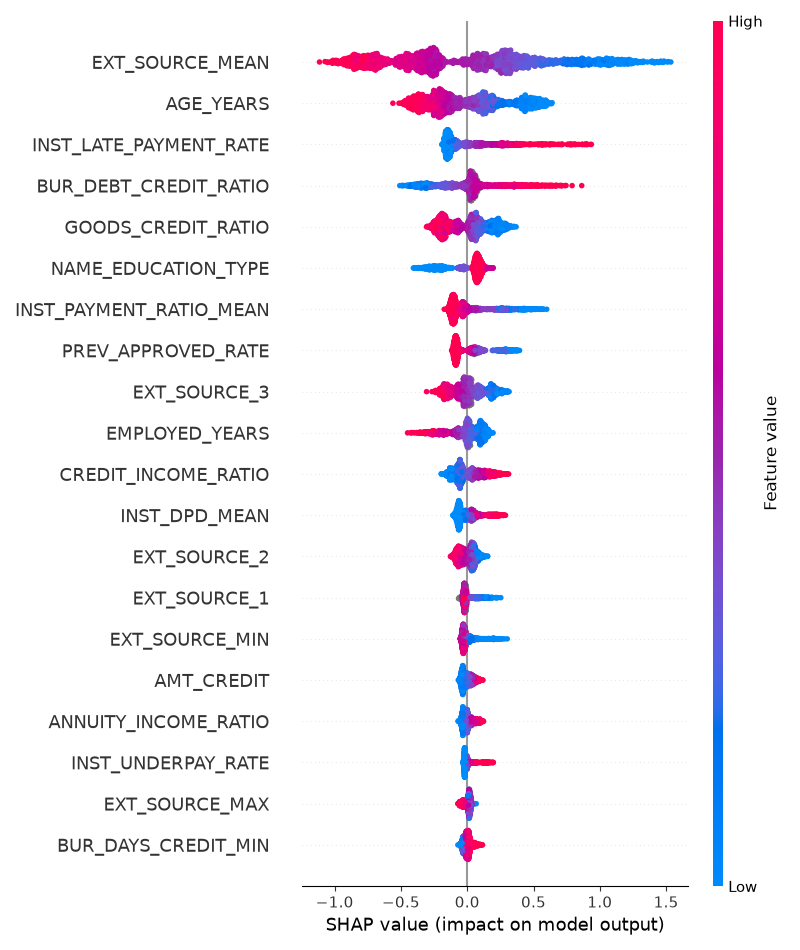 High
EXT_SOURCE_MEAN
AGE_YEARS
INST_LATE_PAYMENT_RATE
BUR_DEBT_CREDIT_RATIO
GOODS_CREDIT_RATIO
NAME_EDUCATION_TYPE
INST_PAYMENT_RATIO_MEAN
PREV_APPROVED_RATE
EXT_SOURCE_3
EMPLOYED_YEARS
CREDIT_INCOME_RATIO
INST_DPD_MEAN
EXT_SOURCE_2
EXT_SOURCE_1
EXT_SOURCE_MIN
AMT_CREDIT
ANNUITY_INCOME_RATIO
INST_UNDERPAY_RATE
EXT_SOURCE_MAX
BUR_DAYS_CREDIT_MIN
Feature value
Low
−1.0 −0.5 0.0 0.5 1.0 1.5
SHAP value (impact on model output)